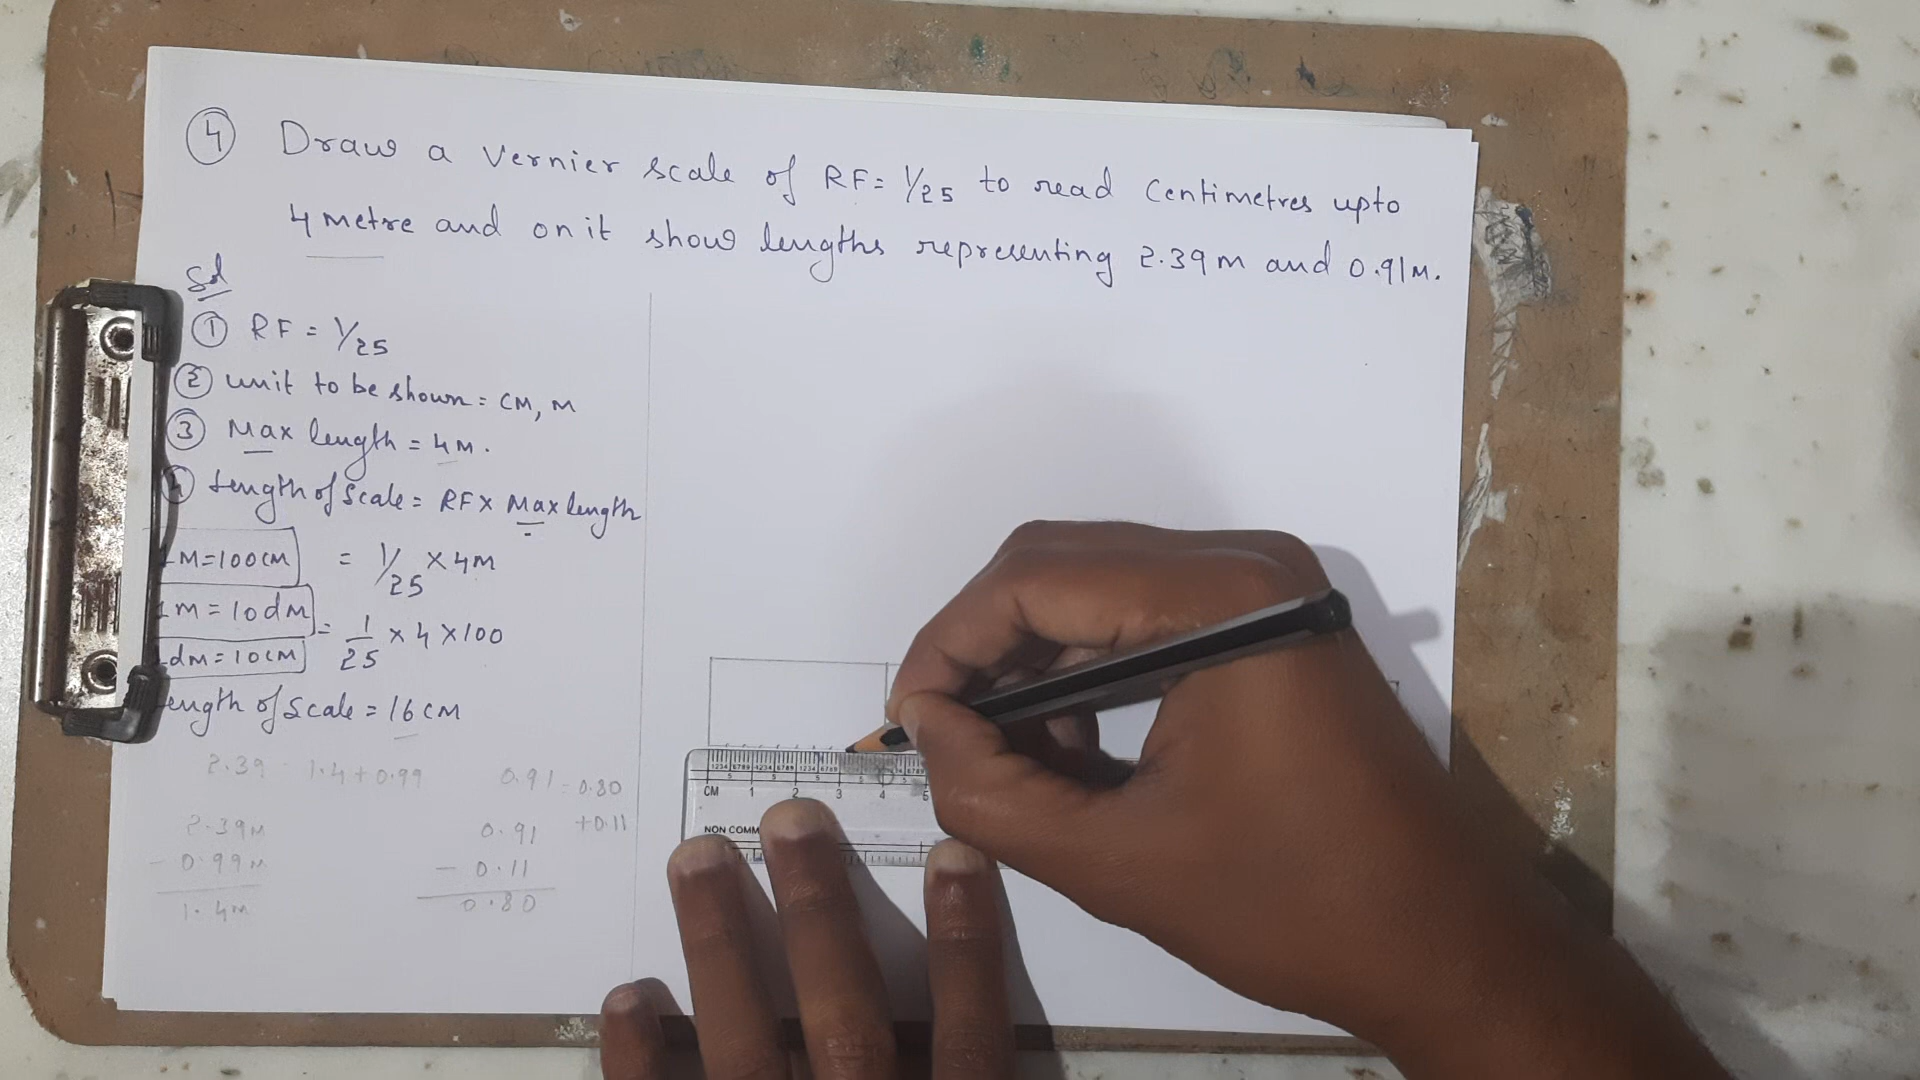 4 Draw a Vernier scale of RF= 1/25 to read Centimetres upto
4 metre and on it show lengths representing 2.39m and 0.91m.
Sol
1 RF = 1/25
2 unit to be shown = CM, M
3 Max length = 4M.
4 Length of Scale = RF X Max length
1M=100CM = 1/25 X 4M
1M = 10dM = 1/25 X 4 X 100
1dM = 10CM
Length of Scale = 16CM
2.39 1.4+0.99
2.39M
- 0.99M
1.4M
0.91 = 0.80
+0.11
0.91
- 0.11
0.80
CM 1 2 3 4 5
NON COMM